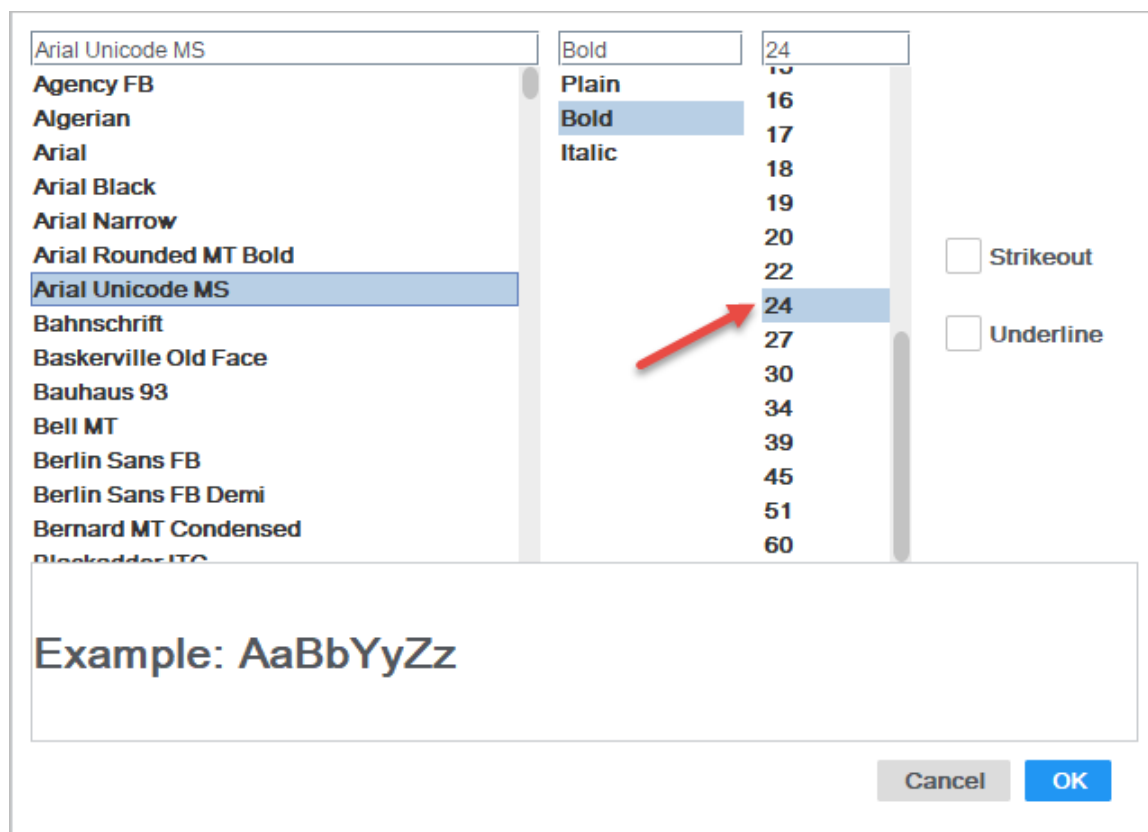 Arial Unicode MS
Agency FB
Algerian
Arial
Arial Black
Arial Narrow
Arial Rounded MT Bold
Arial Unicode MS
Bahnschrift
Baskerville Old Face
Bauhaus 93
Bell MT
Berlin Sans FB
Berlin Sans FB Demi
Bernard MT Condensed
Bold
Plain
Bold
Italic
24
16
17
18
19
20
22
24
27
30
34
39
45
51
60
Strikeout
Underline
Example: AaBbYyZz
Cancel
OK